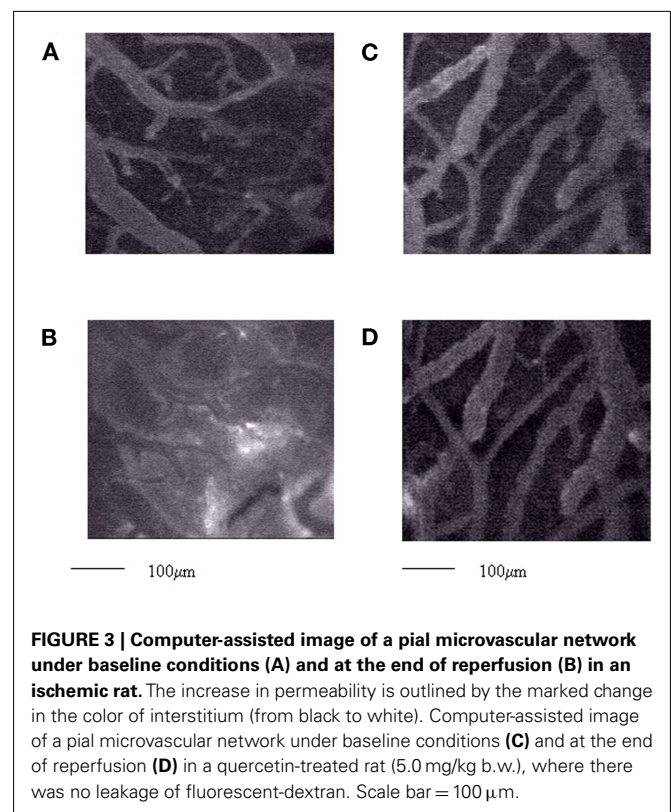 A
C
B
D
100μm
100μm
FIGURE 3 | Computer-assisted image of a pial microvascular network
under baseline conditions (A) and at the end of reperfusion (B) in an
ischemic rat. The increase in permeability is outlined by the marked change
in the color of interstitium (from black to white). Computer-assisted image
of a pial microvascular network under baseline conditions (C) and at the end
of reperfusion (D) in a quercetin-treated rat (5.0 mg/kg b.w.), where there
was no leakage of fluorescent-dextran. Scale bar = 100 μm.